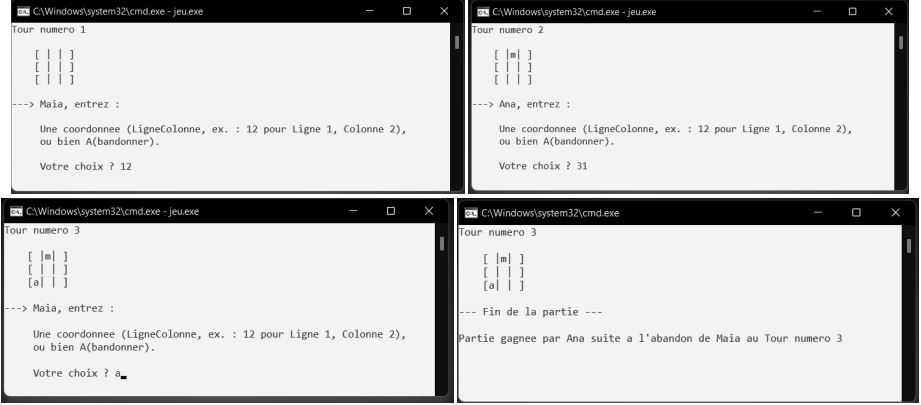 C:\Windows\system32\cmd.exe - jeu.exe
Tour numero 1
[ | | ]
[ | | ]
[ | | ]
---> Maia, entrez :
Une coordonnee (LigneColonne, ex. : 12 pour Ligne 1, Colonne 2),
ou bien A(bandonner).
Votre choix ? 12
C:\Windows\system32\cmd.exe - jeu.exe
Tour numero 2
[ |m| ]
[ | | ]
[ | | ]
---> Ana, entrez :
Une coordonnee (LigneColonne, ex. : 12 pour Ligne 1, Colonne 2),
ou bien A(bandonner).
Votre choix ? 31
C:\Windows\system32\cmd.exe - jeu.exe
Tour numero 3
[ |m| ]
[ | | ]
[a| | ]
---> Maia, entrez :
Une coordonnee (LigneColonne, ex. : 12 pour Ligne 1, Colonne 2),
ou bien A(bandonner).
Votre choix ? a
C:\Windows\system32\cmd.exe
Tour numero 3
[ |m| ]
[ | | ]
[a| | ]
--- Fin de la partie ---
Partie gagnee par Ana suite a l'abandon de Maia au Tour numero 3